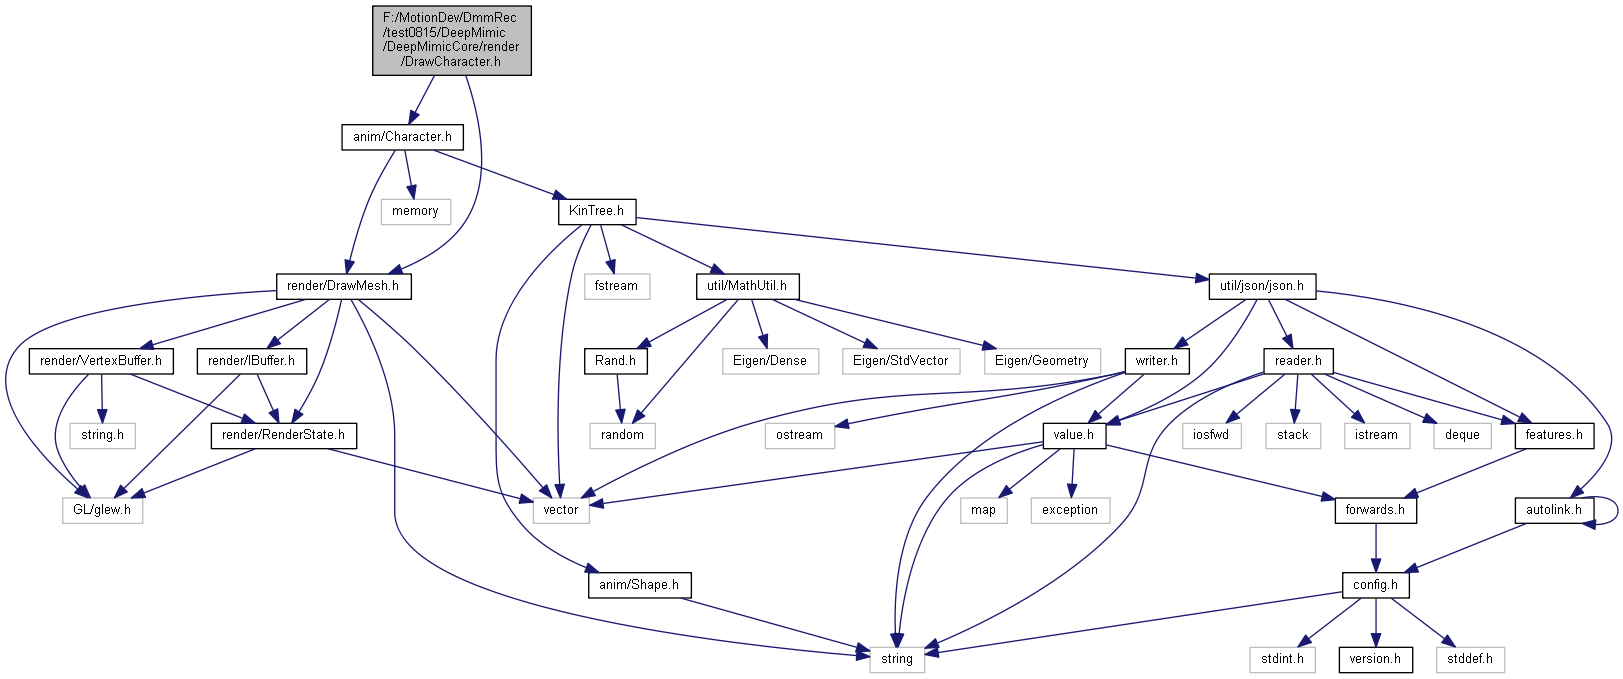 F:/MotionDev/DmmRec
/test0815/DeepMimic
/DeepMimicCore/render
/DrawCharacter.h
anim/Character.h
memory
KinTree.h
render/DrawMesh.h
fstream
util/MathUtil.h
util/json/json.h
render/VertexBuffer.h
render/IBuffer.h
Rand.h
Eigen/Dense
Eigen/StdVector
Eigen/Geometry
writer.h
reader.h
string.h
render/RenderState.h
random
ostream
value.h
iosfwd
stack
istream
deque
features.h
GL/glew.h
vector
map
exception
forwards.h
autolink.h
anim/Shape.h
config.h
string
stdint.h
version.h
stddef.h